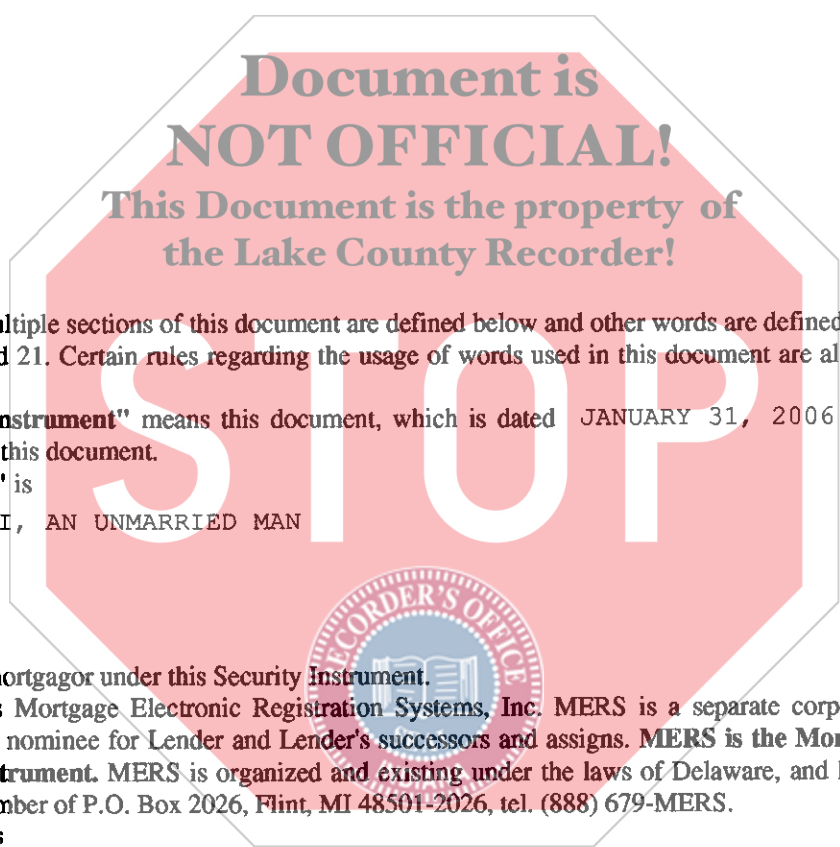 Document is
NOT OFFICIAL!
This Document is the property of
the Lake County Recorder!
ltiple sections of this document are defined below and other words are defined
21. Certain rules regarding the usage of words used in this document are al
nstrument" means this document, which is dated JANUARY 31, 2006
this document.
" is
I, AN UNMARRIED MAN
STOP
RECORDER'S OFFICE
ortgagor under this Security Instrument.
s Mortgage Electronic Registration Systems, Inc. MERS is a separate corp
nominee for Lender and Lender's successors and assigns. MERS is the Mor
trument. MERS is organized and existing under the laws of Delaware, and
mber of P.O. Box 2026, Flint, MI 48501-2026, tel. (888) 679-MERS.
SEAL
INDIANA
s